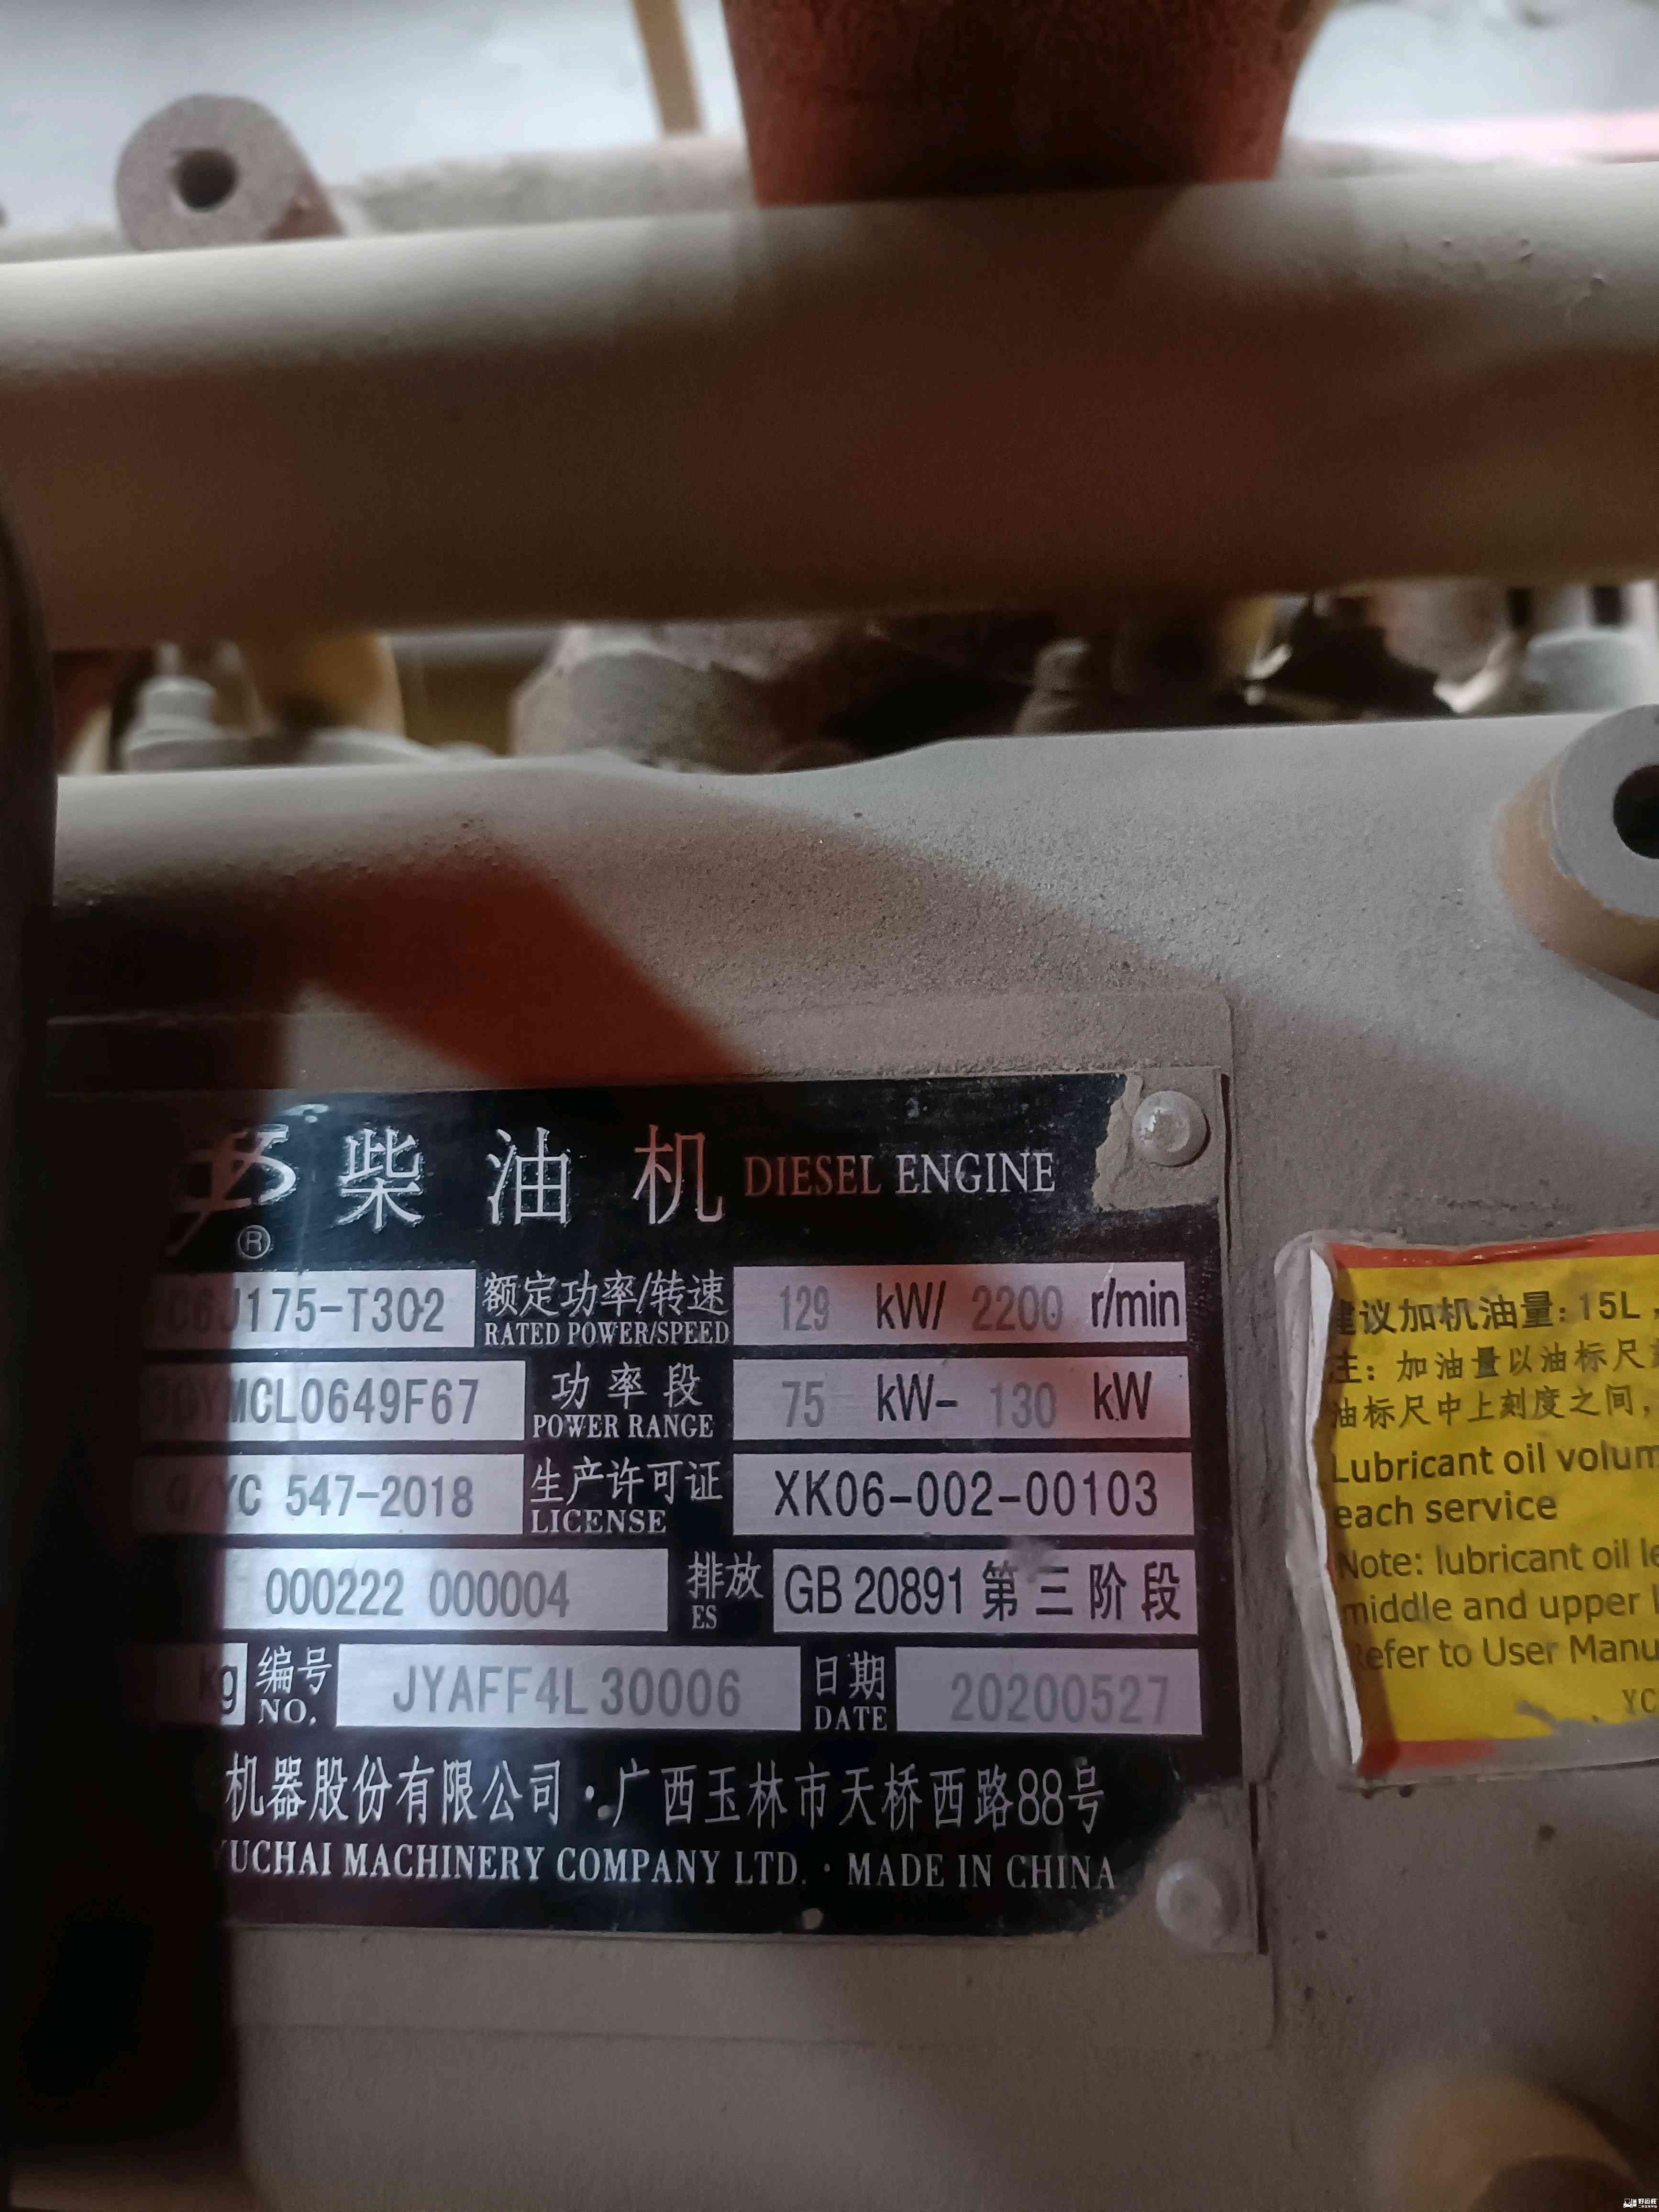 柴油机 DIESEL ENGINE
®
C6J175-T302 额定功率/转速 129 kW/ 2200 r/min
RATED POWER/SPEED
YMCL0649F67 功率段 75 kW- 130 kW
POWER RANGE
YC 547-2018 生产许可证 XK06-002-00103
LICENSE
000222 000004 排放 GB 20891 第三阶段
ES
kg 编号 JYAFF4L30006 日期 20200527
NO. DATE
机器股份有限公司·广西玉林市天桥西路88号
YUCHAI MACHINERY COMPANY LTD. · MADE IN CHINA
建议加机油量: 15L,
注: 加油量以油标尺
油标尺中上刻度之间,
Lubricant oil volum
each service
Note: lubricant oil le
middle and upper l
Refer to User Manu
YC